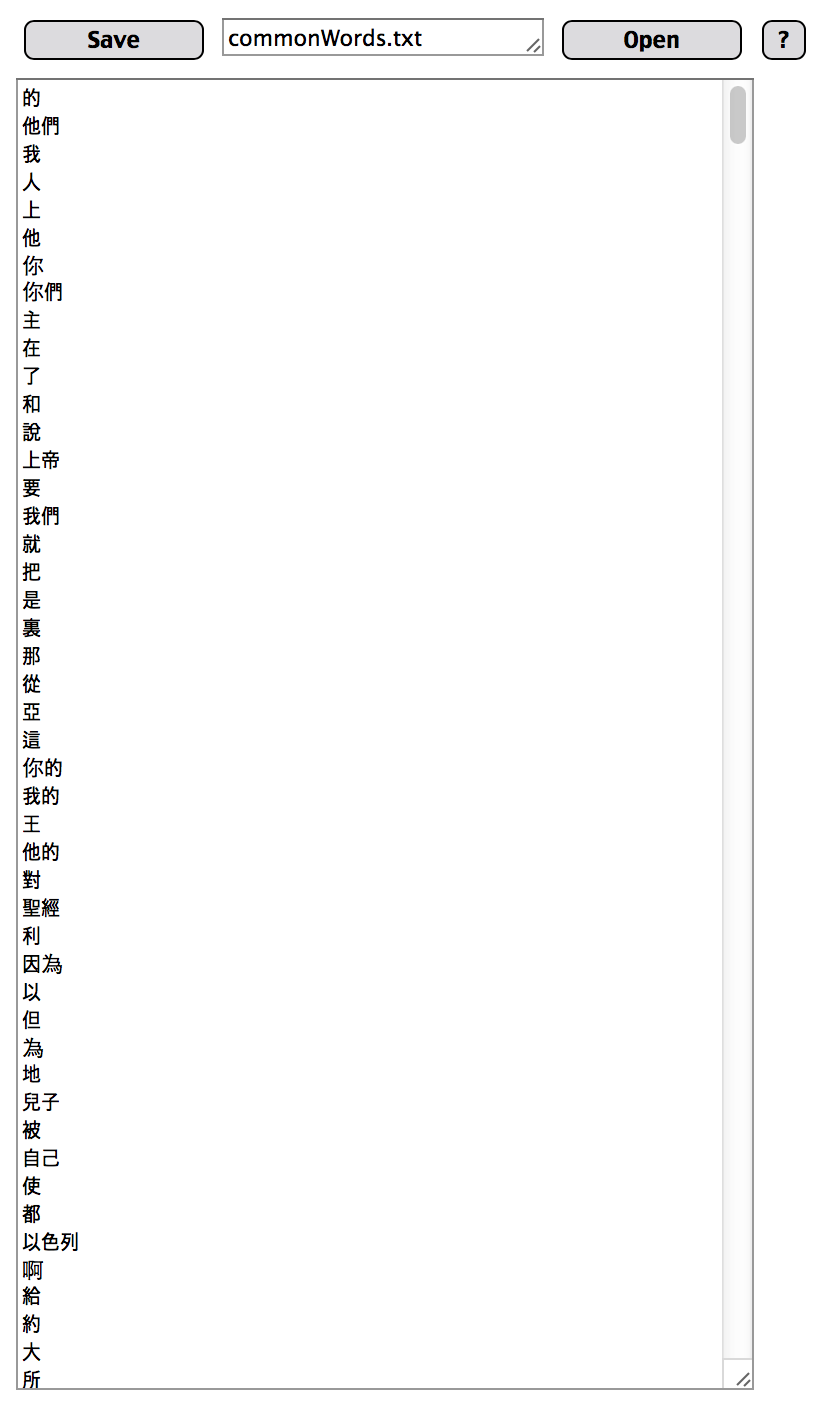 Save commonWords.txt Open ?
的
他們
我
人
上
他
你
你們
主
在
了
和
說
上帝
要
我們
就
把
是
裏
那
從
亞
這
你的
我的
王
他的
對
聖經
利
因為
以
但
為
地
兒子
被
自己
使
都
以色列
啊
給
約
大
所